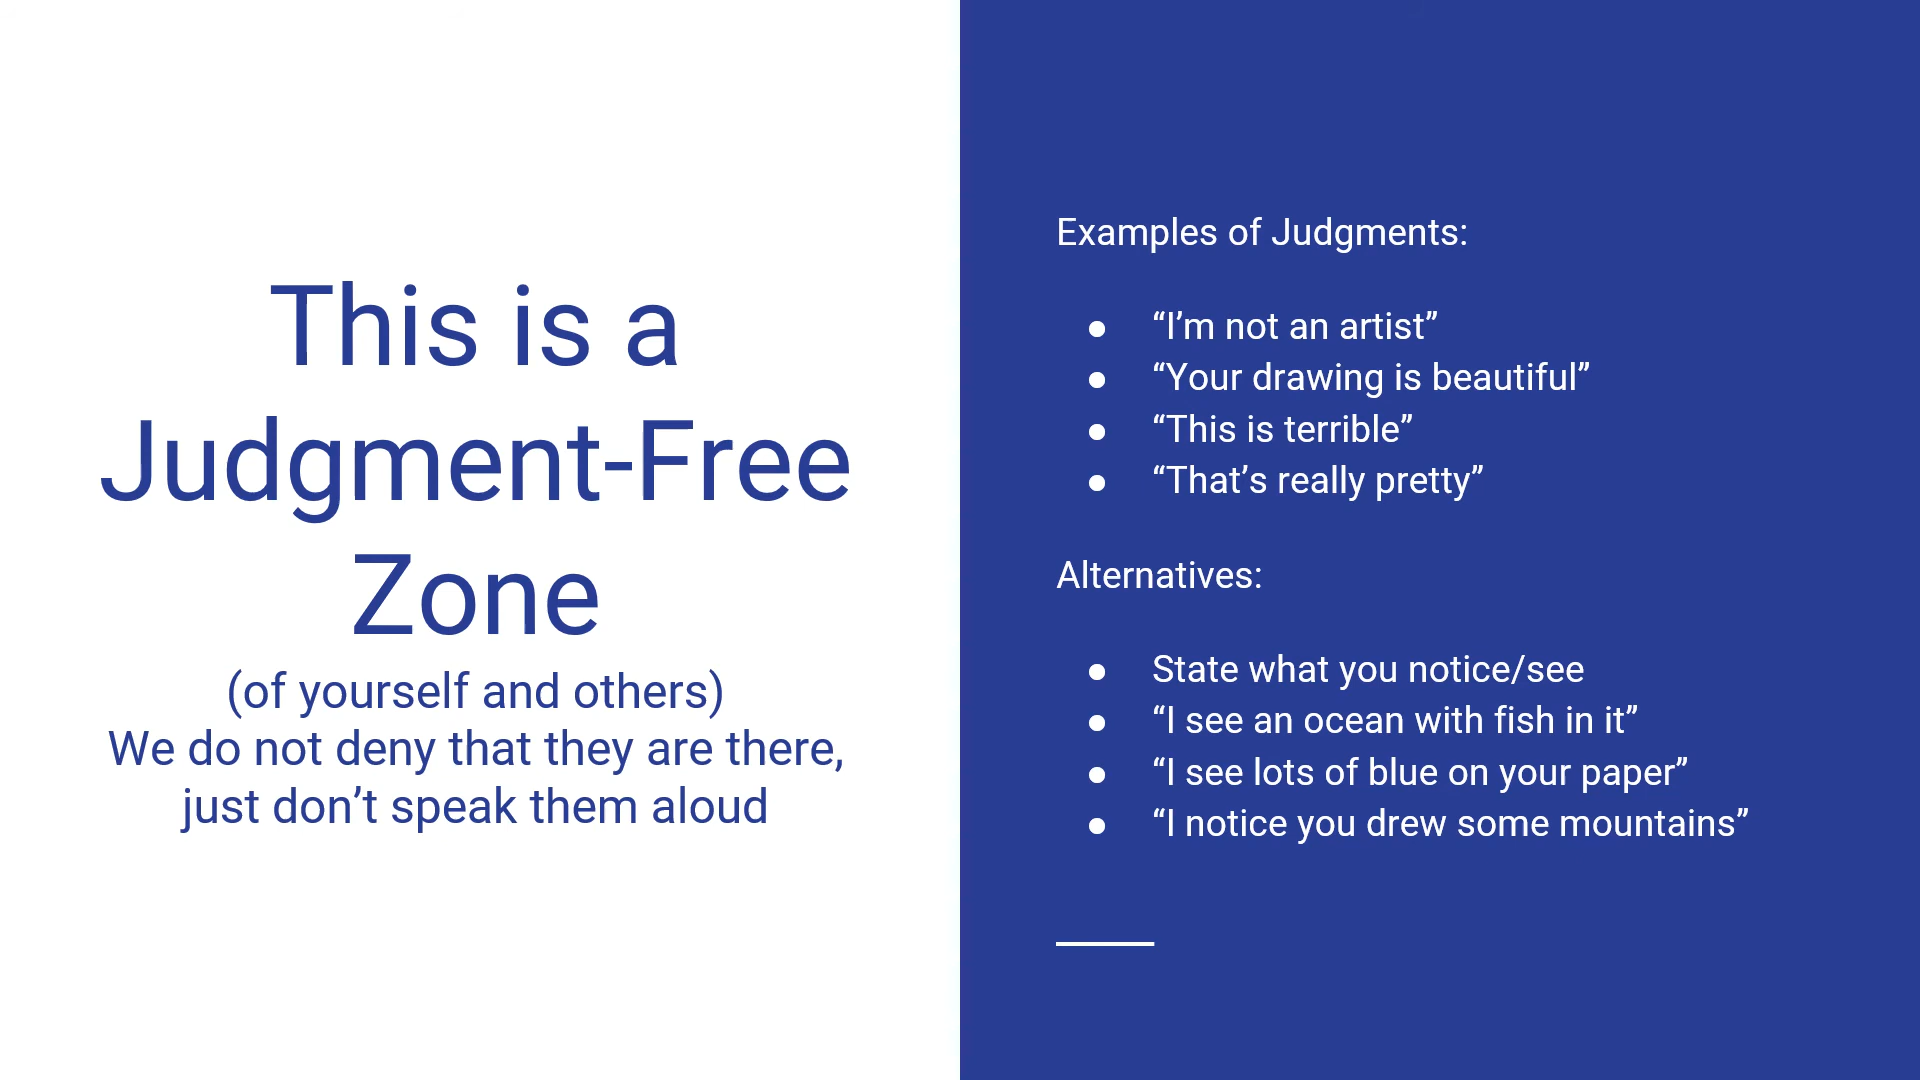 This is a
Judgment-Free
Zone
(of yourself and others)
We do not deny that they are there,
just don’t speak them aloud
Examples of Judgments:
● “I’m not an artist”
● “Your drawing is beautiful”
● “This is terrible”
● “That’s really pretty”
Alternatives:
● State what you notice/see
● “I see an ocean with fish in it”
● “I see lots of blue on your paper”
● “I notice you drew some mountains”